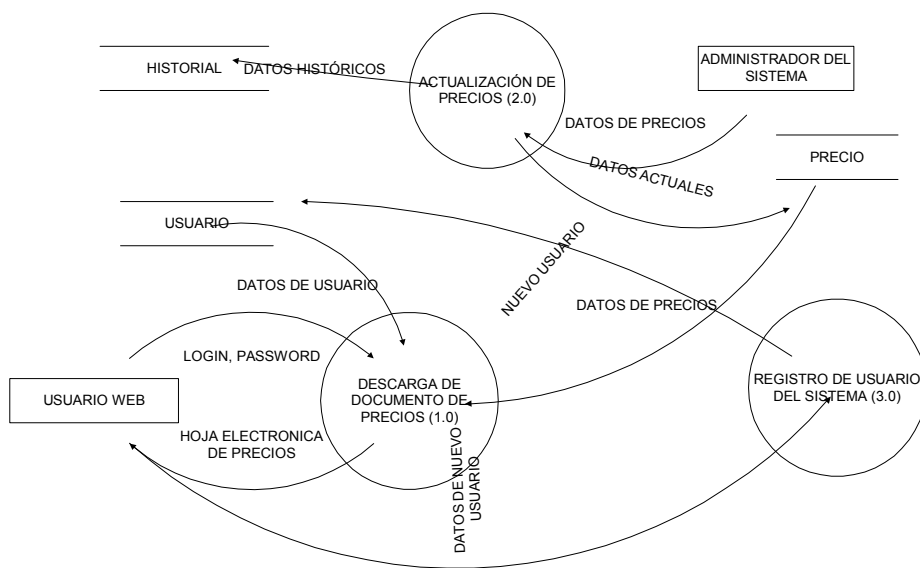 HISTORIAL
DATOS HISTÓRICOS
ACTUALIZACIÓN DE
PRECIOS (2.0)
ADMINISTRADOR DEL
SISTEMA
DATOS DE PRECIOS
DATOS ACTUALES
PRECIO
USUARIO
NUEVO USUARIO
DATOS DE USUARIO
DATOS DE PRECIOS
LOGIN, PASSWORD
USUARIO WEB
DESCARGA DE
DOCUMENTO DE
PRECIOS (1.0)
REGISTRO DE USUARIO
DEL SISTEMA (3.0)
HOJA ELECTRONICA
DE PRECIOS
DATOS DE NUEVO
USUARIO